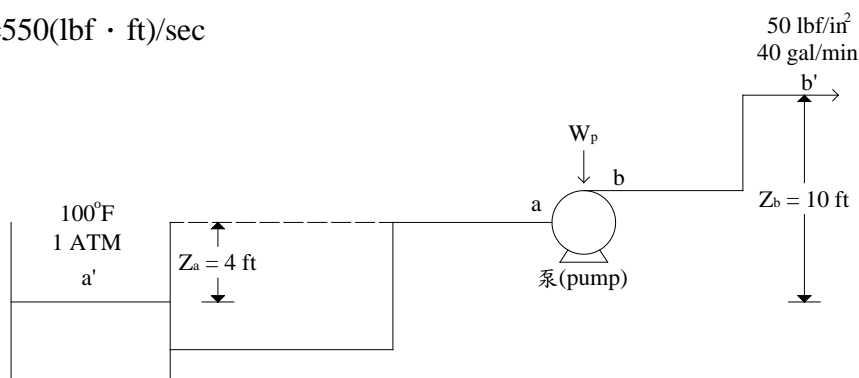 =550(lbf · ft)/sec
50 lbf/in²
40 gal/min
b'
Wₚ
b
a
100°F
1 ATM
a'
Zₐ = 4 ft
Z_b = 10 ft
泵(pump)